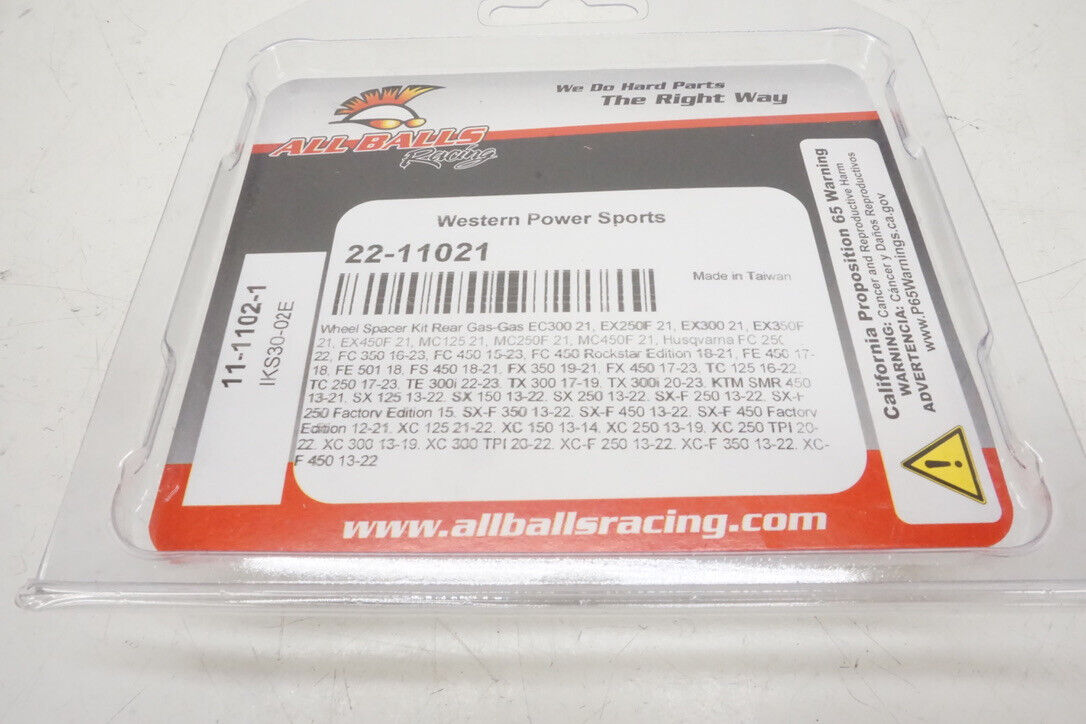 We Do Hard Parts
The Right Way
ALL BALLS
Racing
Western Power Sports
22-11021
Made in Taiwan
Wheel Spacer Kit Rear Gas-Gas EC300 21, EX250F 21, EX300 21, EX350F
21, EX450F 21, MC125 21, MC250F 21, MC450F 21, Husqvarna FC 250
22, FC 350 16-23, FC 450 15-23, FC 450 Rockstar Edition 18-21, FE 450 17-
18, FE 501 18, FS 450 18-21, FX 350 19-21, FX 450 17-23, TC 125 16-22,
TC 250 17-23, TE 300i 22-23, TX 300 17-19, TX 300i 20-23, KTM SMR 450
13-21, SX 125 13-22, SX 150 13-22, SX 250 13-22, SX-F 250 13-22, SX-F
250 Factory Edition 15, SX-F 350 13-22, SX-F 450 13-22, SX-F 450 Factory
Edition 12-21, XC 125 21-22, XC 150 13-14, XC 250 13-19, XC 250 TPI 20-
22, XC 300 13-19, XC 300 TPI 20-22, XC-F 250 13-22, XC-F 350 13-22, XC-
F 450 13-22
11-1102-1
IKS30-02E
California Proposition 65 Warning
WARNING: Cancer and Reproductive Harm
ADVERTENCIA: Cáncer y Daños Reproductivos
www.P65Warnings.ca.gov
www.allballsracing.com